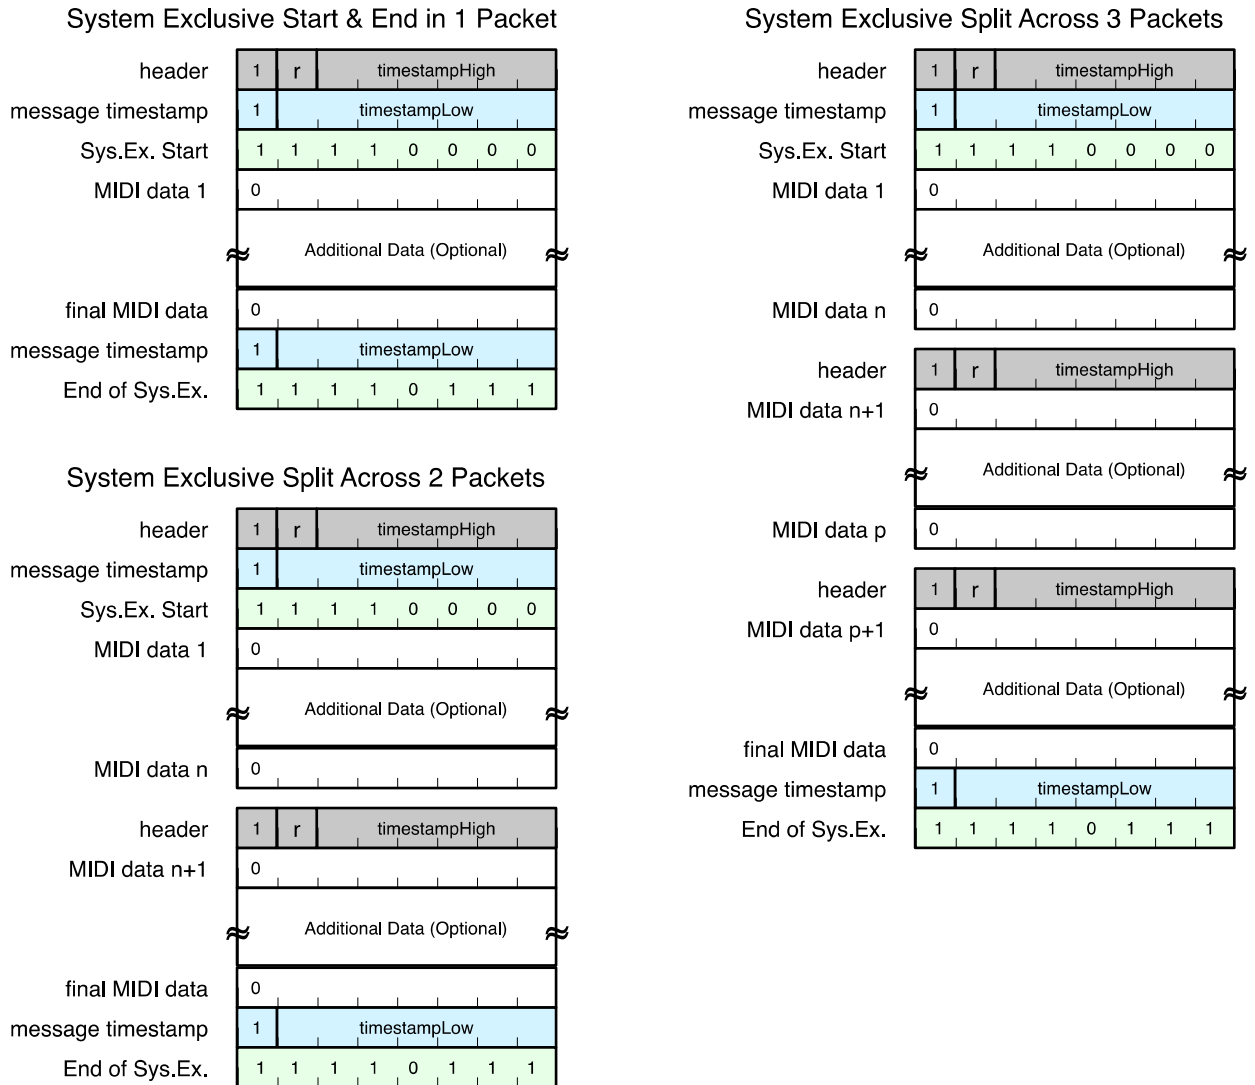 System Exclusive Start & End in 1 Packet
header 1 r timestampHigh
message timestamp 1 timestampLow
Sys.Ex. Start 1 1 1 1 0 0 0 0
MIDI data 1 0
Additional Data (Optional)
final MIDI data 0
message timestamp 1 timestampLow
End of Sys.Ex. 1 1 1 1 0 1 1 1
System Exclusive Split Across 2 Packets
header 1 r timestampHigh
message timestamp 1 timestampLow
Sys.Ex. Start 1 1 1 1 0 0 0 0
MIDI data 1 0
Additional Data (Optional)
MIDI data n 0
header 1 r timestampHigh
MIDI data n+1 0
Additional Data (Optional)
final MIDI data 0
message timestamp 1 timestampLow
End of Sys.Ex. 1 1 1 1 0 1 1 1
System Exclusive Split Across 3 Packets
header 1 r timestampHigh
message timestamp 1 timestampLow
Sys.Ex. Start 1 1 1 1 0 0 0 0
MIDI data 1 0
Additional Data (Optional)
MIDI data n 0
header 1 r timestampHigh
MIDI data n+1 0
Additional Data (Optional)
MIDI data p 0
header 1 r timestampHigh
MIDI data p+1 0
Additional Data (Optional)
final MIDI data 0
message timestamp 1 timestampLow
End of Sys.Ex. 1 1 1 1 0 1 1 1